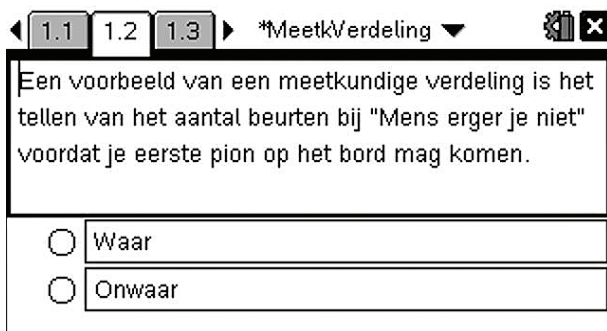 1.1 1.2 1.3 *MeetkVerdeling
Een voorbeeld van een meetkundige verdeling is het
tellen van het aantal beurten bij "Mens erger je niet"
voordat je eerste pion op het bord mag komen.
Waar
Onwaar